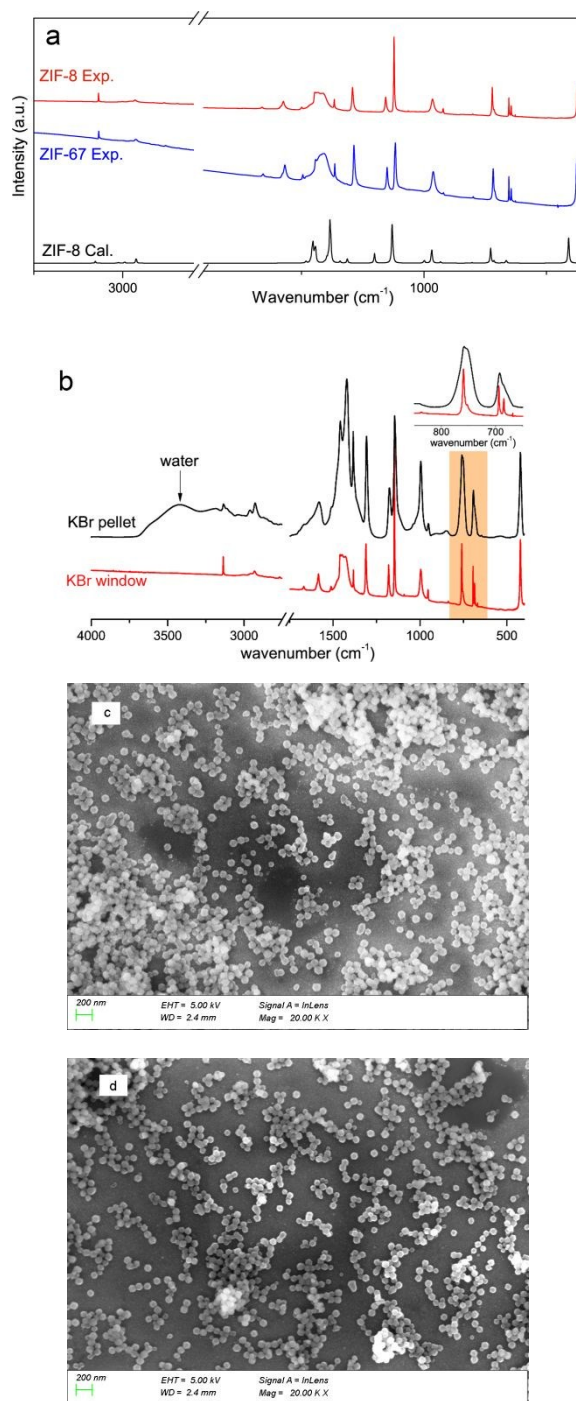 a
ZIF-8 Exp.
ZIF-67 Exp.
ZIF-8 Cal.
Intensity (a.u.)
3000
1000
Wavenumber (cm-1)
b
800
700
wavenumber (cm-1)
water
KBr pellet
KBr window
4000
3500
3000
1500
1000
500
wavenumber (cm-1)
c
200 nm
EHT = 5.00 kV
Signal A = InLens
WD = 2.4 mm
Mag = 20.00 K X
d
200 nm
EHT = 5.00 kV
Signal A = InLens
WD = 2.4 mm
Mag = 20.00 K X